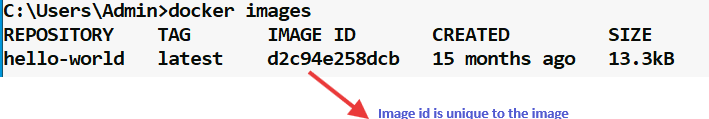 C:\Users\Admin>docker images
REPOSITORY TAG IMAGE ID CREATED SIZE
hello-world latest d2c94e258dcb 15 months ago 13.3kB
Image id is unique to the image